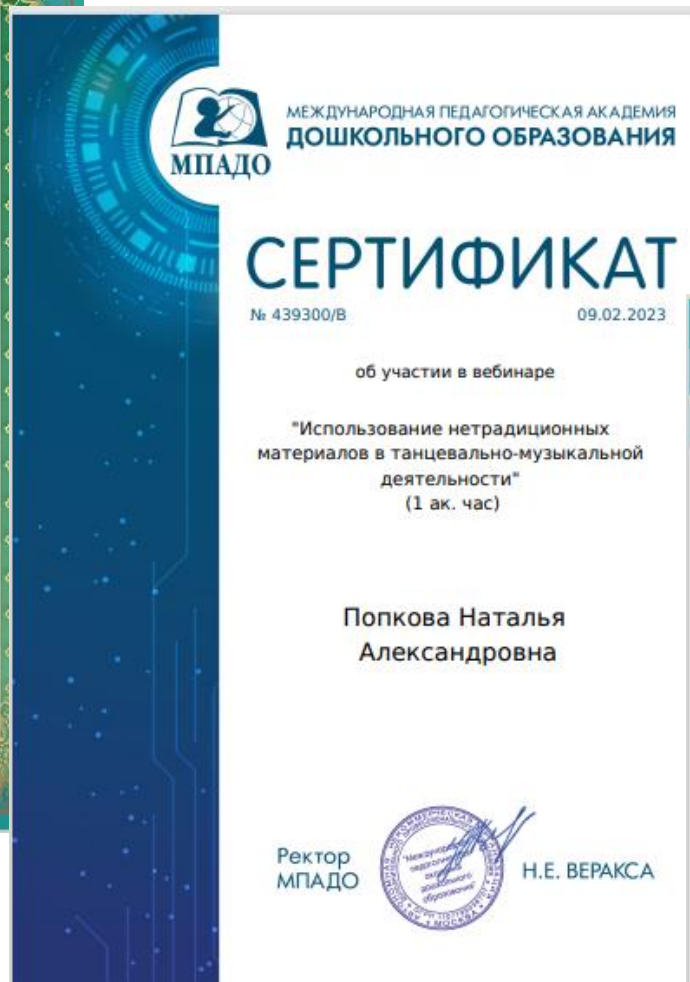 МПАДО
МЕЖДУНАРОДНАЯ ПЕДАГОГИЧЕСКАЯ АКАДЕМИЯ
ДОШКОЛЬНОГО ОБРАЗОВАНИЯ
СЕРТИФИКАТ
№ 439300/В 09.02.2023
об участии в вебинаре
"Использование нетрадиционных
материалов в танцевально-музыкальной
деятельности"
(1 ак. час)
Попкова Наталья
Александровна
Ректор
МПАДО
Н.Е. ВЕРАКСА